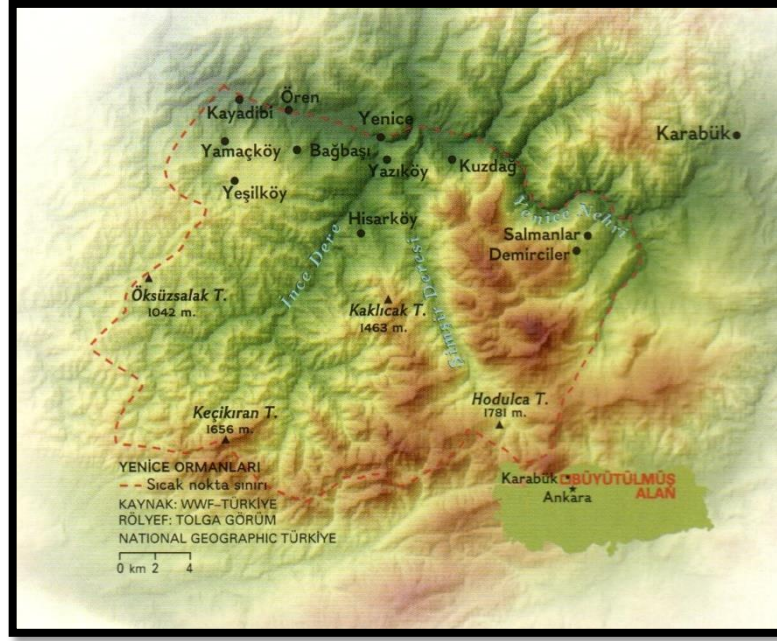 Ören
Kayadibi
Yenice
Karabük
Yamaçköy
Bağbaşı
Yazıköy
Kuzdağ
Yeşilköy
Yenice Nehri
Hisarköy
Salmanlar
Demirciler
İnce Dere
Şimşir Deresi
Öksüzsalak T.
1042 m.
Kaklıcak T.
1463 m.
Hodulca T.
1781 m.
Keçikıran T.
1656 m.
YENİCE ORMANLARI
Sıcak nokta sınırı
KAYNAK: WWF-TÜRKİYE
RÖLYEF: TOLGA GÖRÜM
NATIONAL GEOGRAPHIC TÜRKİYE
0 km 2 4
Karabük
BÜYÜTÜLMÜŞ
ALAN
Ankara